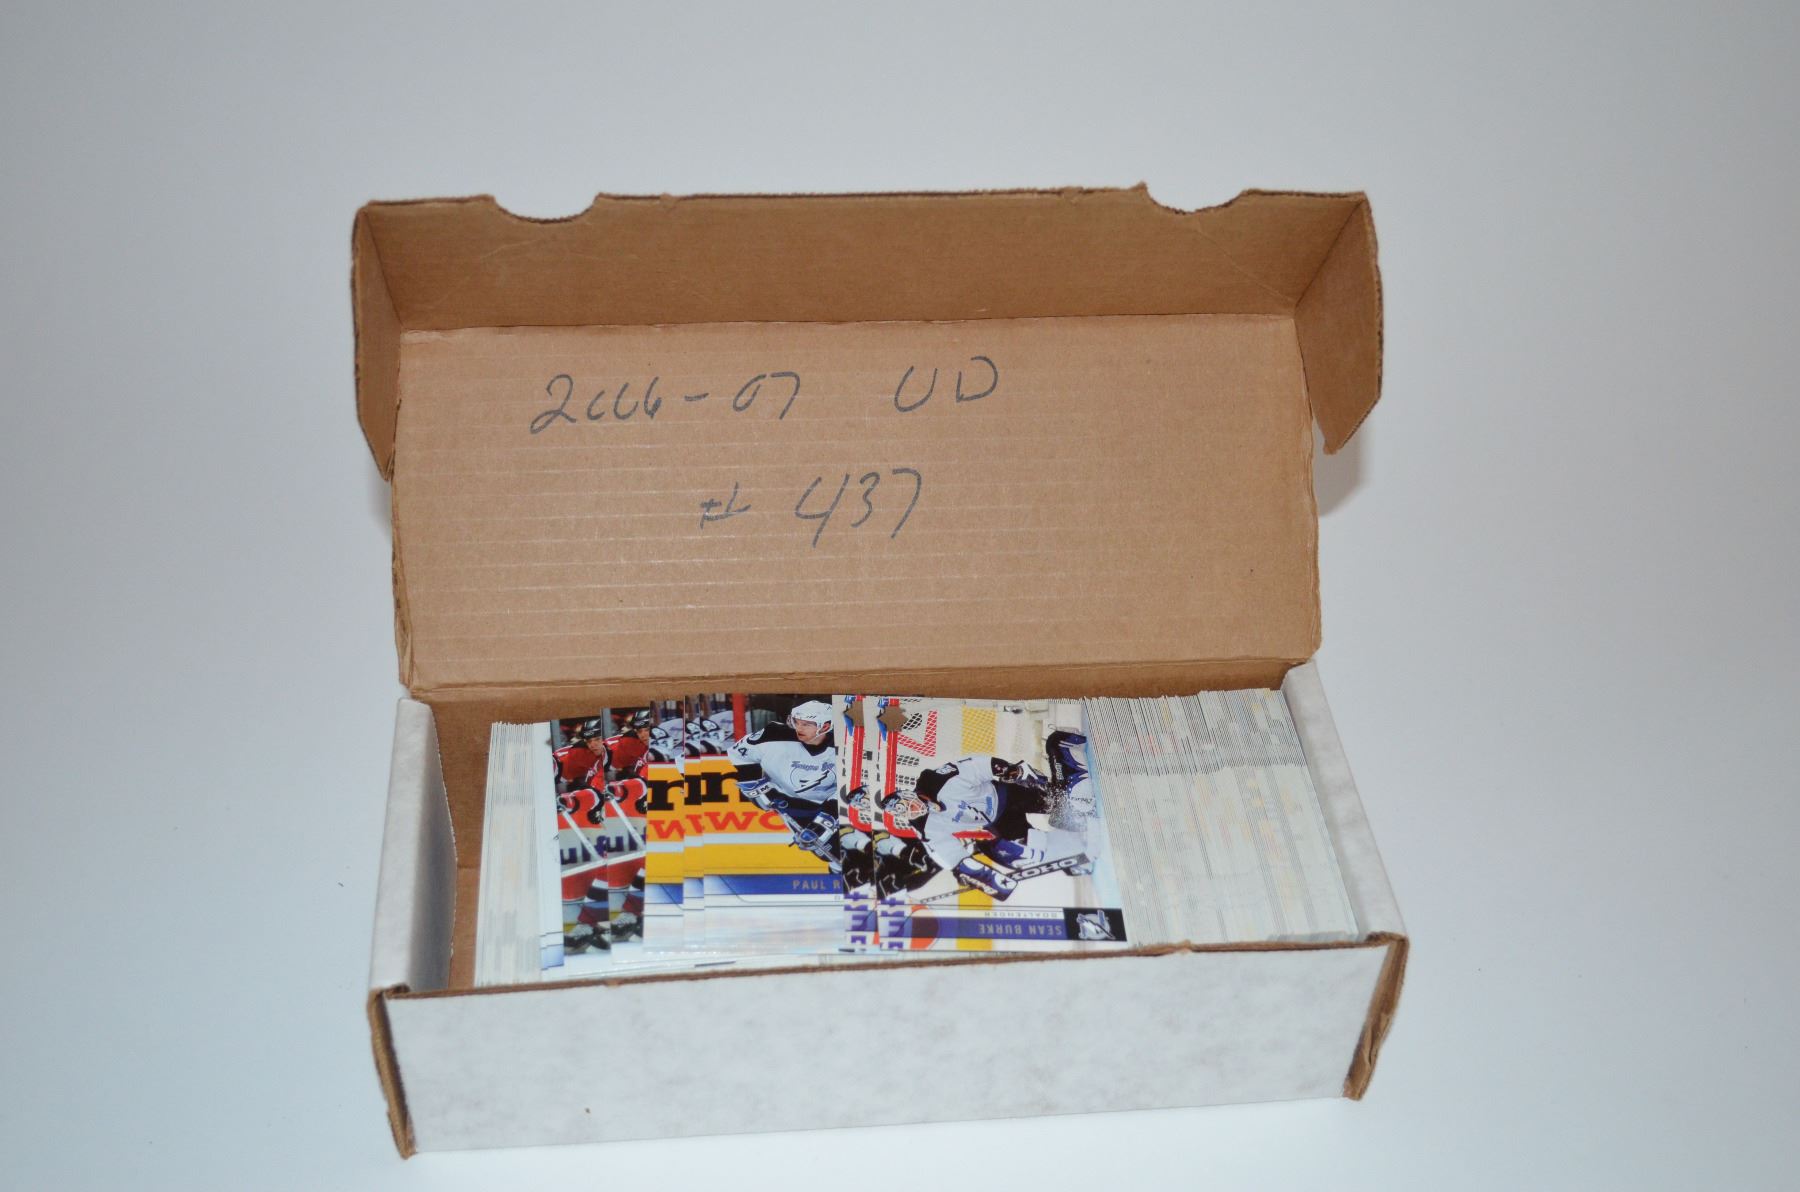 2006-07 UD
# 437
PAUL R
SEAN BURKE
GOALTENDER